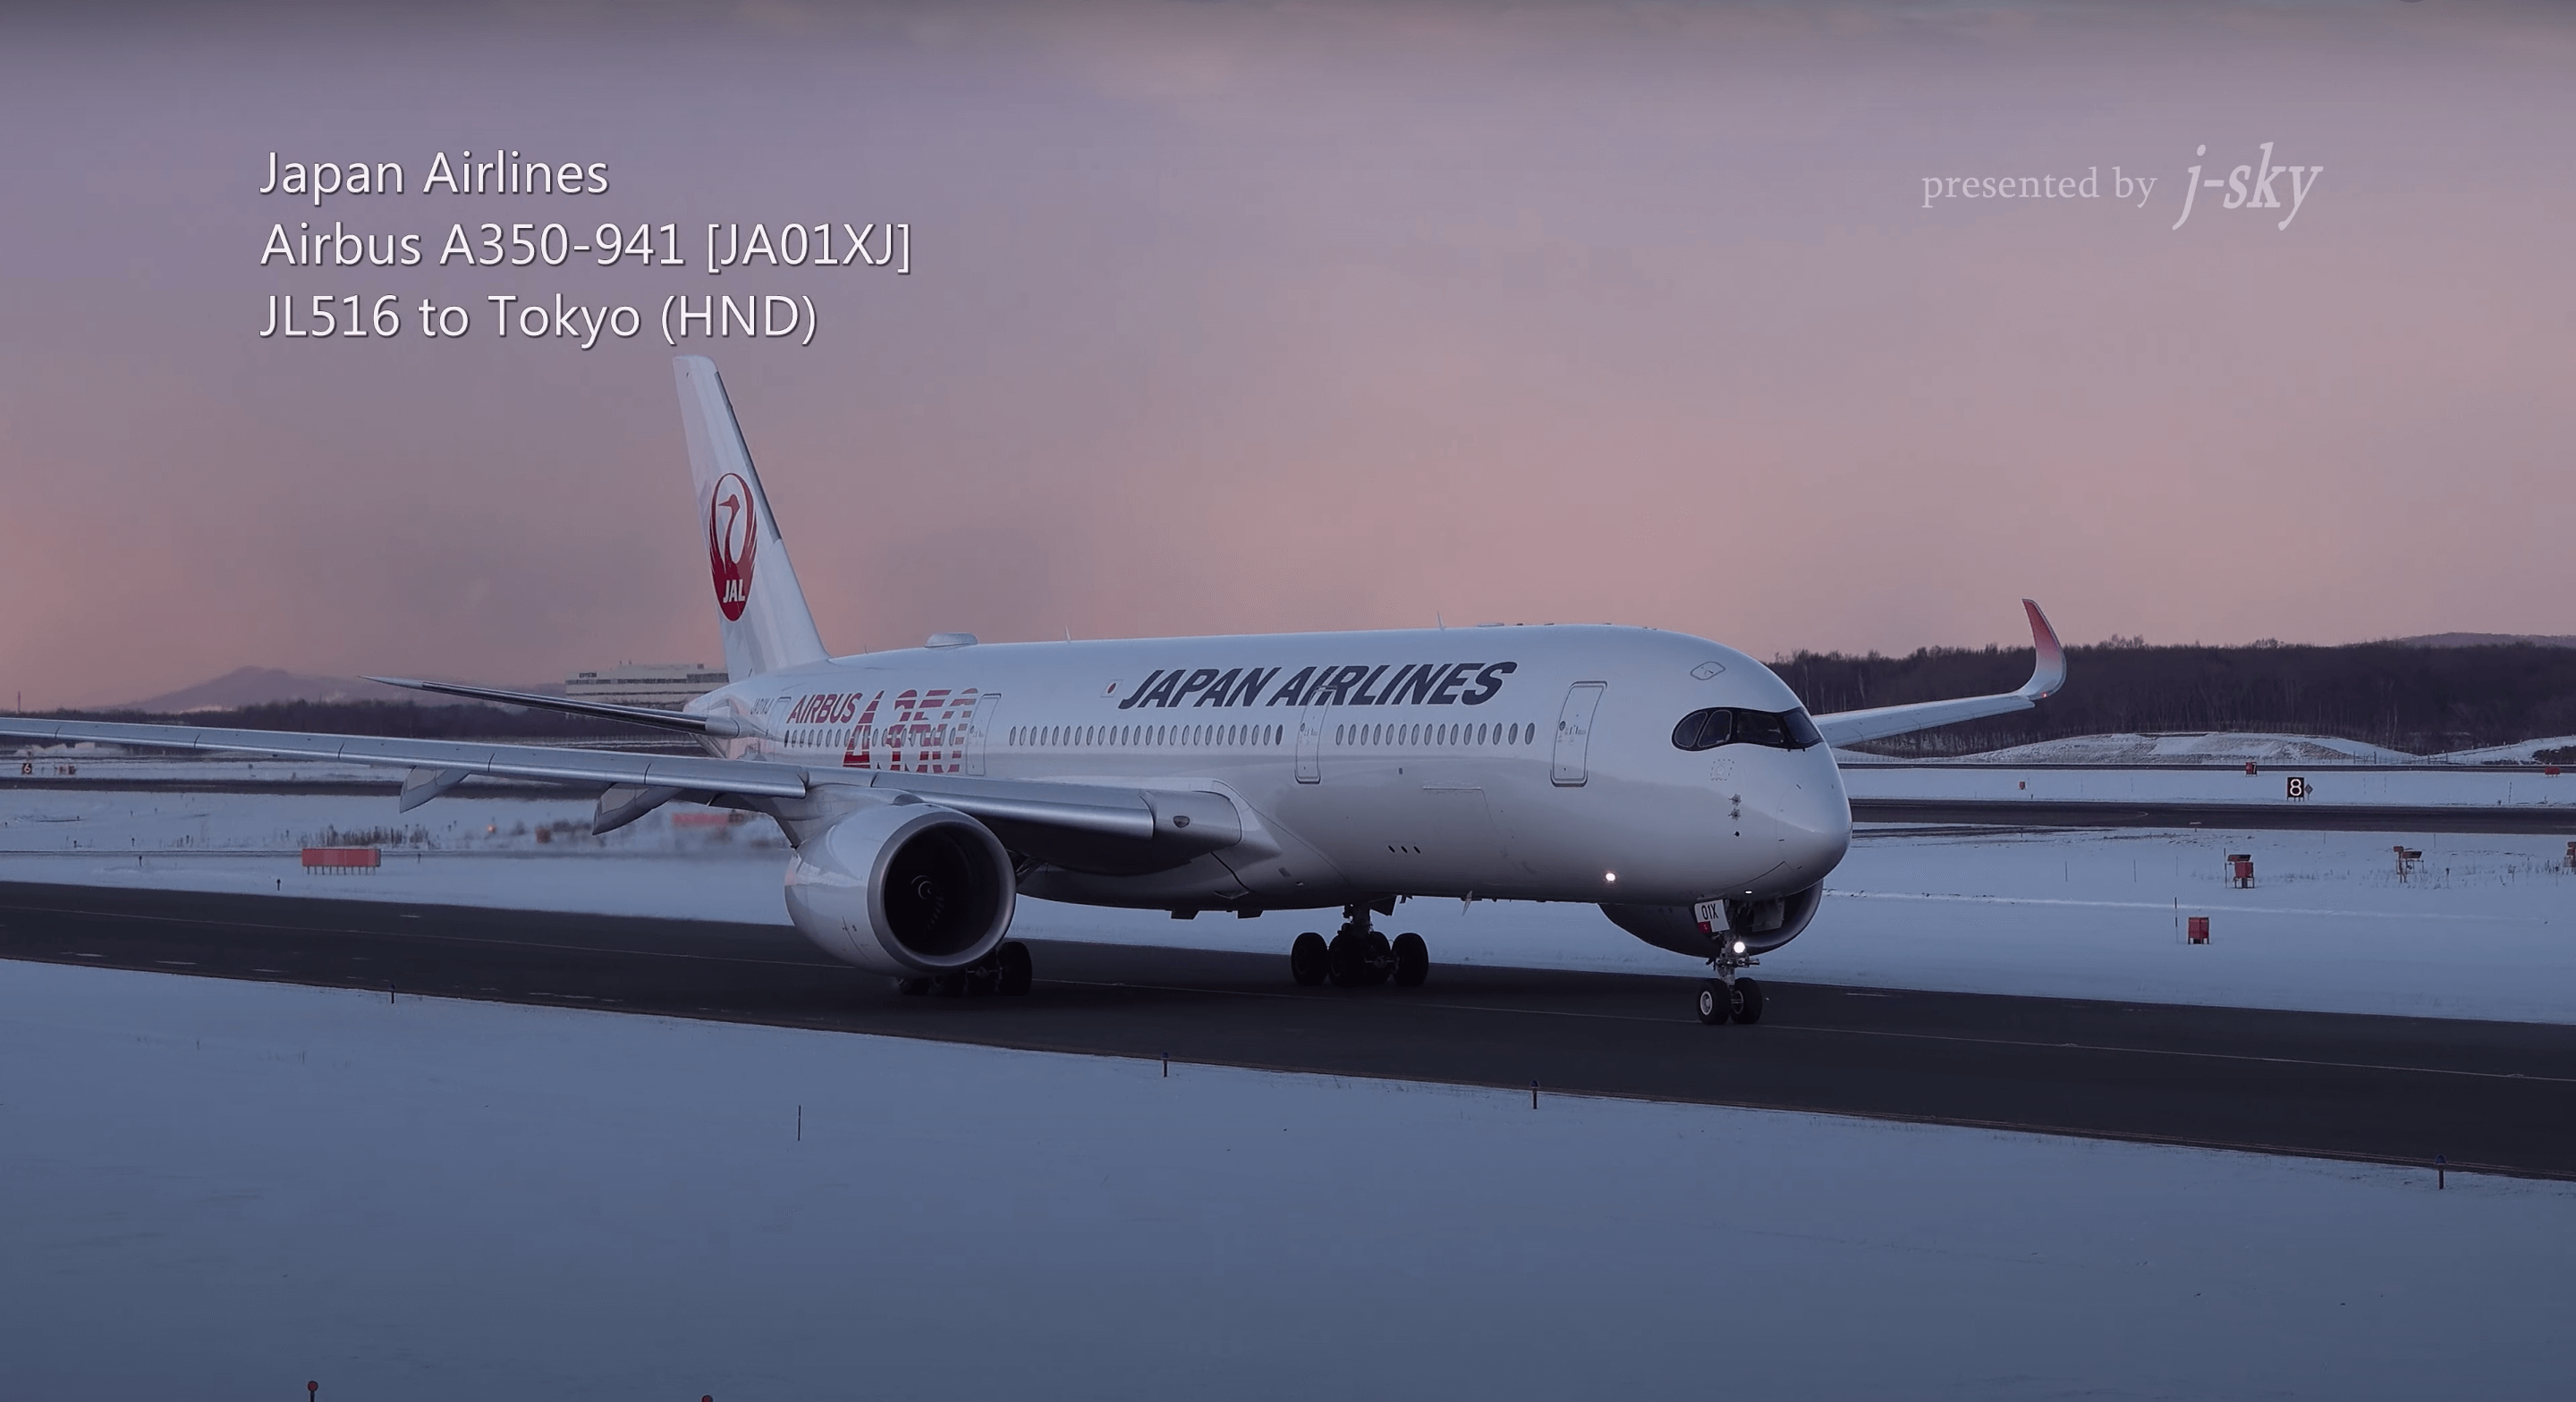 Japan Airlines
Airbus A350-941 [JA01XJ]
JL516 to Tokyo (HND)
presented by j-sky
JAL
AIRBUS A350
JAPAN AIRLINES
8
01X